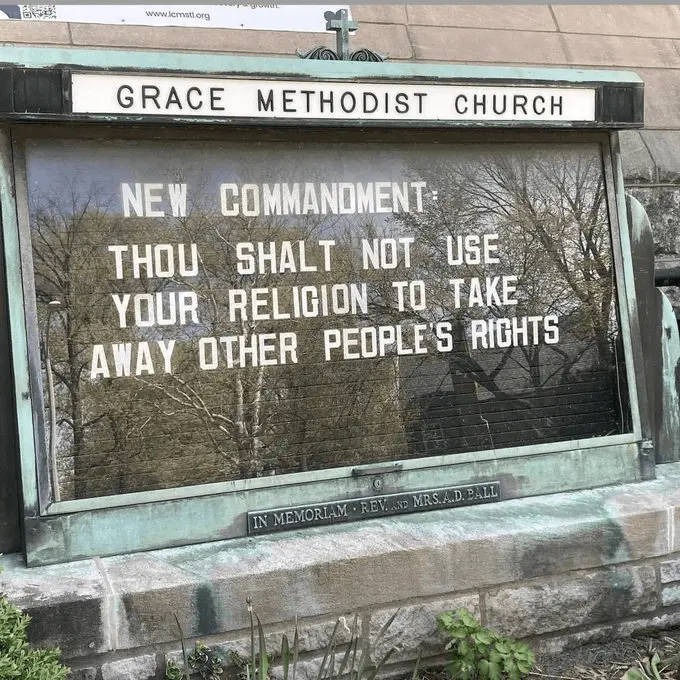 www.lcmstl.org
GRACE METHODIST CHURCH
NEW COMMANDMENT:
THOU SHALT NOT USE
YOUR RELIGION TO TAKE
AWAY OTHER PEOPLE'S RIGHTS
IN MEMORIAM · REV. AND MRS. A.D. BALL